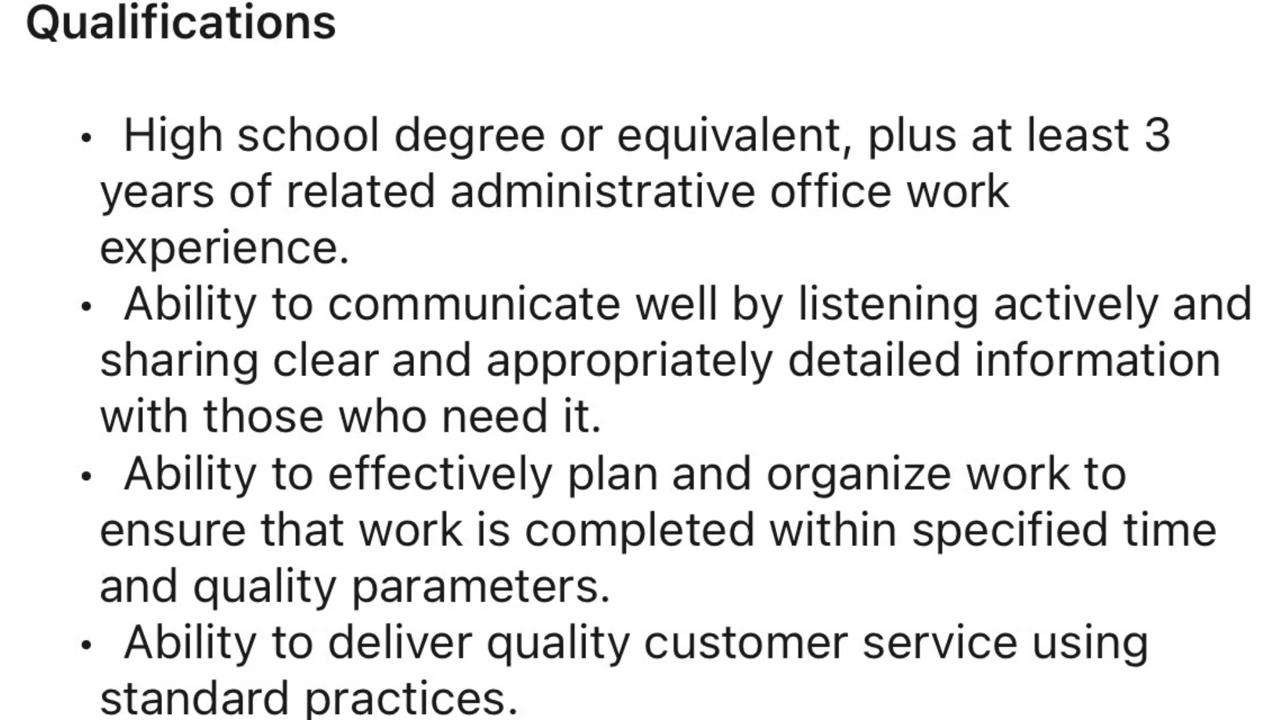 Qualifications
• High school degree or equivalent, plus at least 3
years of related administrative office work
experience.
• Ability to communicate well by listening actively and
sharing clear and appropriately detailed information
with those who need it.
• Ability to effectively plan and organize work to
ensure that work is completed within specified time
and quality parameters.
• Ability to deliver quality customer service using
standard practices.